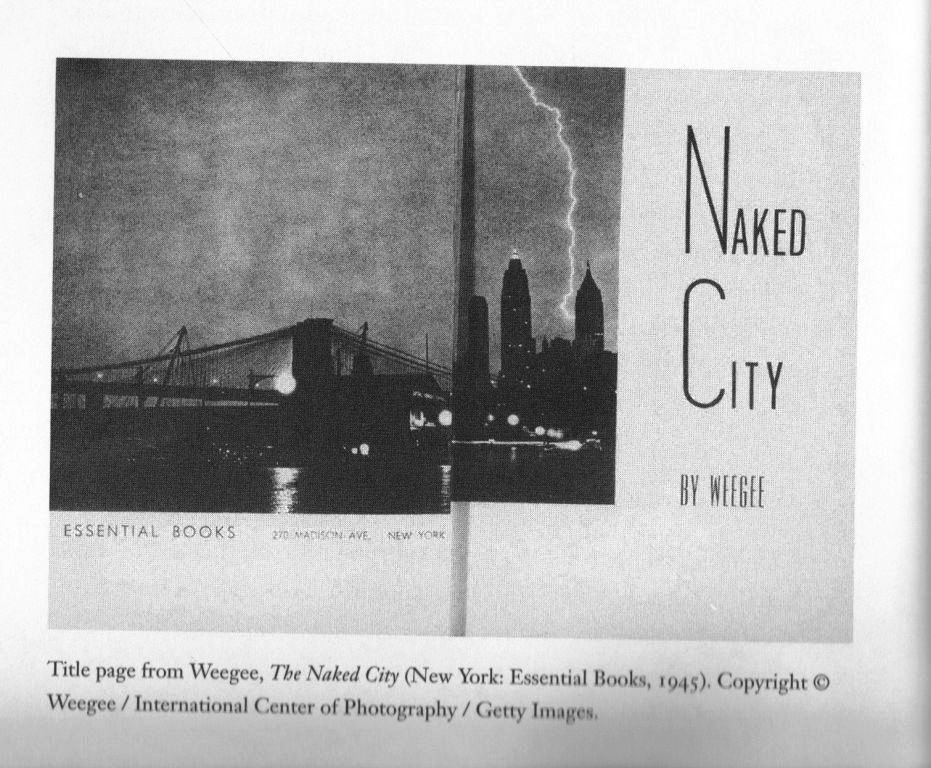 NAKED
CITY
BY WEEGEE
ESSENTIAL BOOKS 270 MADISON AVE. NEW YORK
Title page from Weegee, The Naked City (New York: Essential Books, 1945). Copyright ©
Weegee / International Center of Photography / Getty Images.